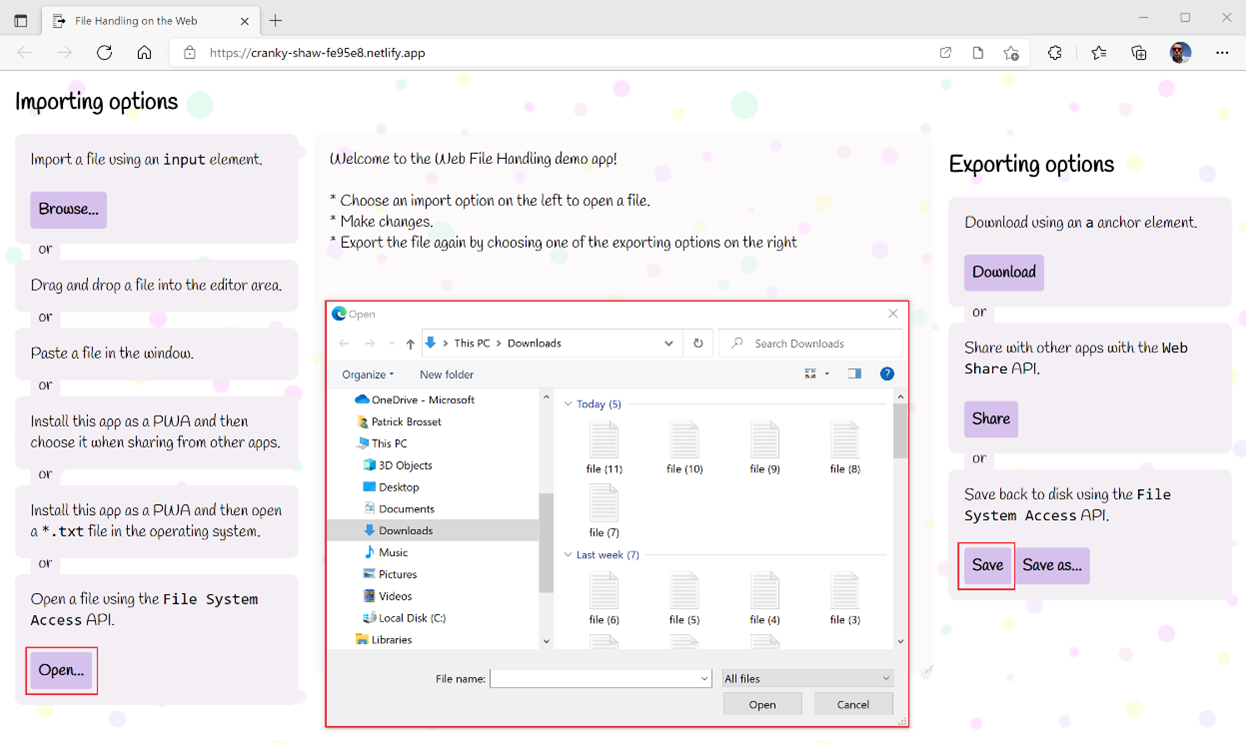 File Handling on the Web
https://cranky-shaw-fe95e8.netlify.app
Importing options
Import a file using an input element.
Browse...
or
Drag and drop a file into the editor area.
or
Paste a file in the window.
or
Install this app as a PWA and then
choose it when sharing from other apps.
or
Install this app as a PWA and then open
a *.txt file in the operating system.
or
Open a file using the File System
Access API.
Open...
Welcome to the Web File Handling demo app!
* Choose an import option on the left to open a file.
* Make changes.
* Export the file again by choosing one of the exporting options on the right
Open
This PC > Downloads
Search Downloads
Organize
New folder
OneDrive - Microsoft
Patrick Brosset
This PC
3D Objects
Desktop
Documents
Downloads
Music
Pictures
Videos
Local Disk (C:)
Libraries
Today (5)
file (11) file (10) file (9) file (8)
file (7)
Last week (7)
file (6) file (5) file (4) file (3)
File name:
All files
Open
Cancel
Exporting options
Download using an a anchor element.
Download
or
Share with other apps with the Web
Share API.
Share
or
Save back to disk using the File
System Access API.
Save
Save as...